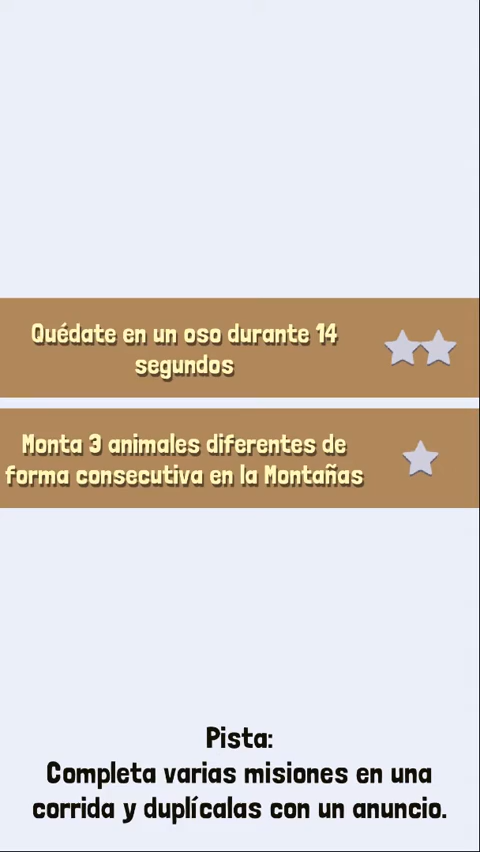 Quédate en un oso durante 14
segundos
Monta 3 animales diferentes de
forma consecutiva en la Montañas
Pista:
Completa varias misiones en una
corrida y duplícalas con un anuncio.